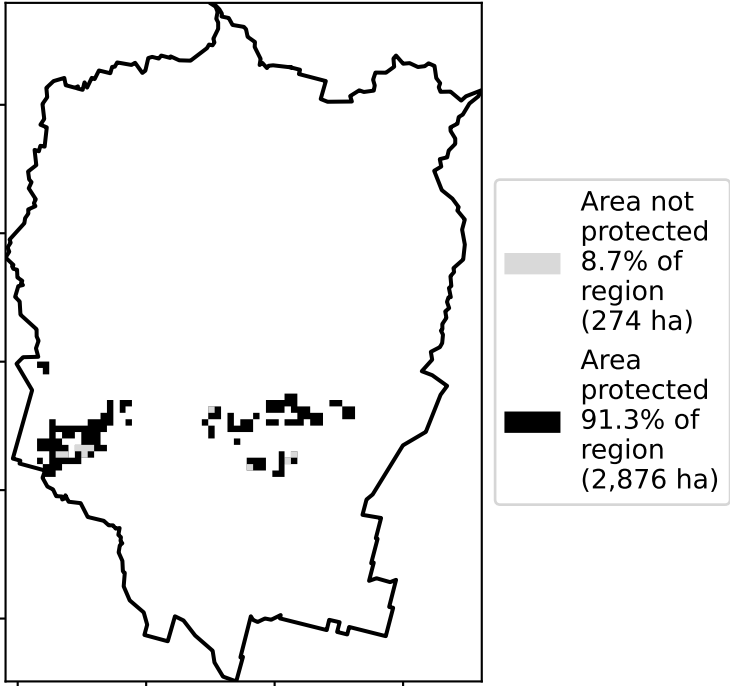 Area not
protected
8.7% of
region
(274 ha)
Area
protected
91.3% of
region
(2,876 ha)